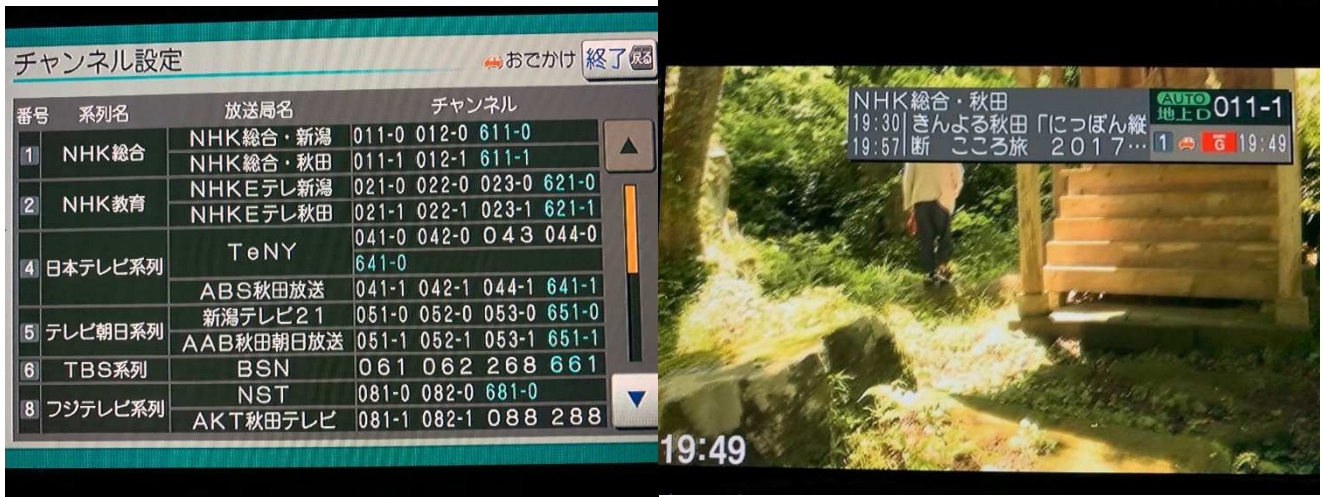 チャンネル設定
おでかけ 終了 戻る
番号 系列名 放送局名 チャンネル
1 NHK総合 NHK総合・新潟 011-0 012-0 611-0
NHK総合・秋田 011-1 012-1 611-1
2 NHK教育 NHKEテレ新潟 021-0 022-0 023-0 621-0
NHKEテレ秋田 021-1 022-1 023-1 621-1
4 日本テレビ系列 TeNY 041-0 042-0 043 044-0
641-0
ABS秋田放送 041-1 042-1 044-1 641-1
5 テレビ朝日系列 新潟テレビ21 051-0 052-0 053-0 651-0
AAB秋田朝日放送 051-1 052-1 053-1 651-1
6 TBS系列 BSN 061 062 268 661
8 フジテレビ系列 NST 081-0 082-0 681-0
AKT秋田テレビ 081-1 082-1 088 288
NHK総合・秋田 AUTO 地上D 011-1
19:30 きんよる秋田「にっぽん縦
19:57 断 こころ旅 2017… 1 G 19:49
19:49